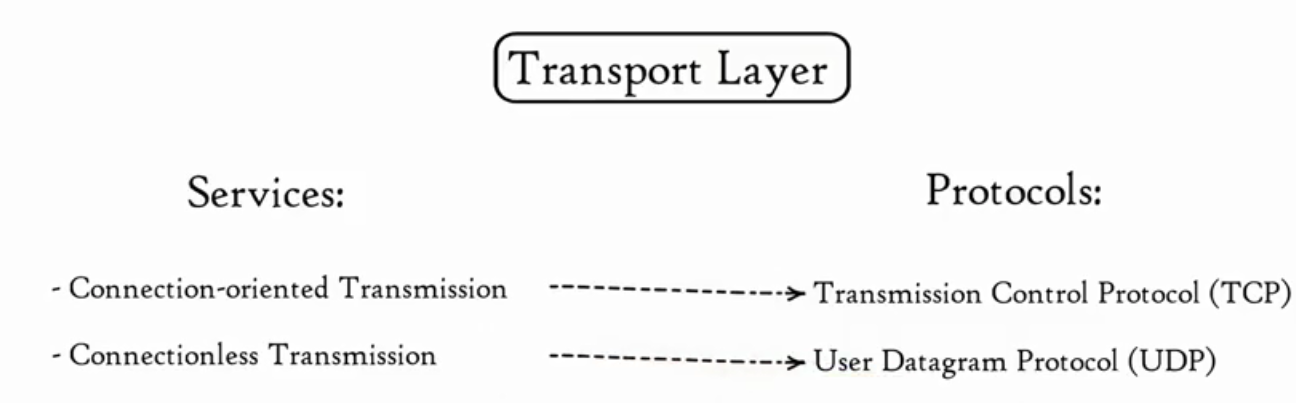 Transport Layer
Services:
Protocols:
- Connection-oriented Transmission
Transmission Control Protocol (TCP)
- Connectionless Transmission
User Datagram Protocol (UDP)